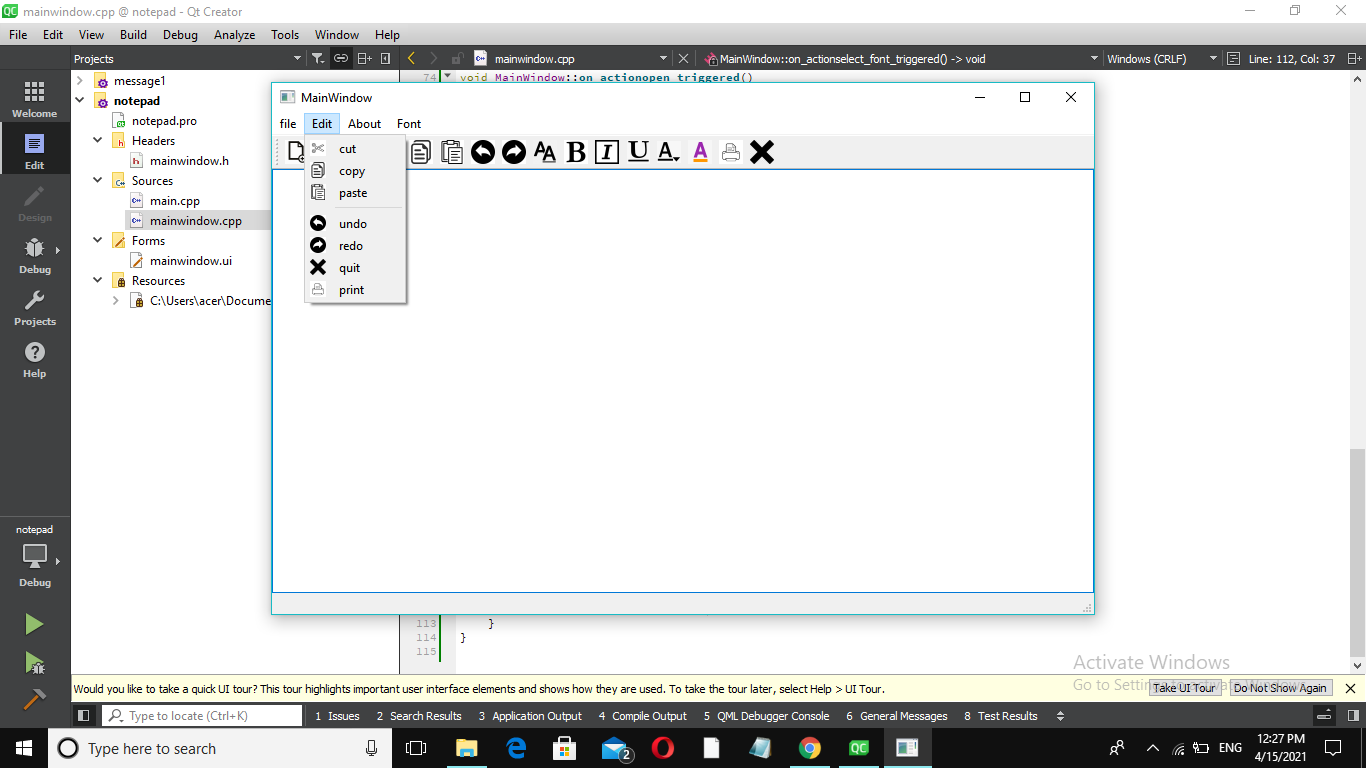 mainwindow.cpp @ notepad - Qt Creator
File Edit View Build Debug Analyze Tools Window Help
Projects
mainwindow.cpp
MainWindow::on_actionselect_font_triggered() -> void
Windows (CRLF)
Line: 112, Col: 37
Welcome
Edit
Design
Debug
Projects
Help
notepad
Debug
message1
notepad
notepad.pro
Headers
mainwindow.h
Sources
main.cpp
mainwindow.cpp
Forms
mainwindow.ui
Resources
C:\Users\acer\Docume
74 void MainWindow::on_actionopen_triggered()
MainWindow
file Edit About Font
cut
copy
paste
undo
redo
quit
print
113 }
114 }
115
Activate Windows
Would you like to take a quick UI tour? This tour highlights important user interface elements and shows how they are used. To take the tour later, select Help > UI Tour.
Go to Settin
Take UI Tour
Do Not Show Again
Type to locate (Ctrl+K)
1 Issues 2 Search Results 3 Application Output 4 Compile Output 5 QML Debugger Console 6 General Messages 8 Test Results
Type here to search
2
QC
ENG
12:27 PM
4/15/2021